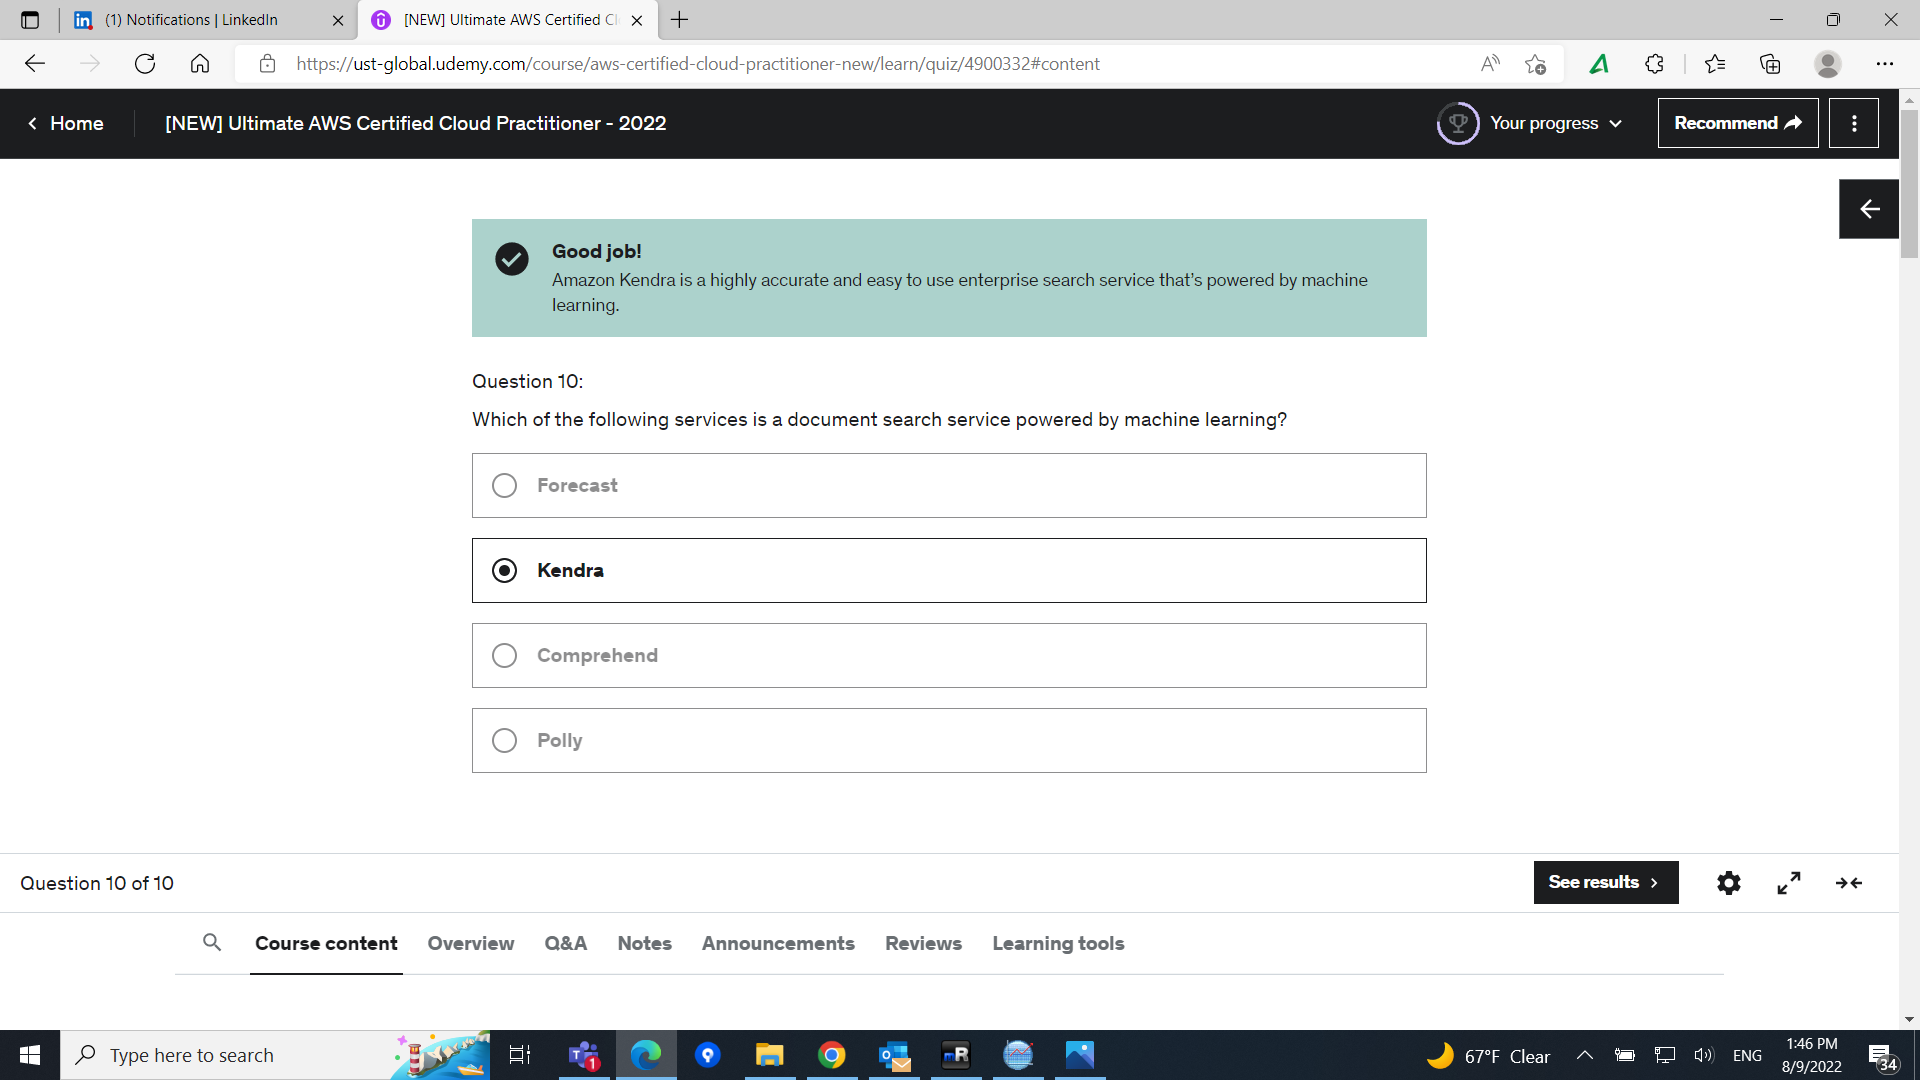 (1) Notifications | LinkedIn
[NEW] Ultimate AWS Certified Cl
https://ust-global.udemy.com/course/aws-certified-cloud-practitioner-new/learn/quiz/4900332#content
Home
[NEW] Ultimate AWS Certified Cloud Practitioner - 2022
Your progress
Recommend
Good job!
Amazon Kendra is a highly accurate and easy to use enterprise search service that's powered by machine
learning.
Question 10:
Which of the following services is a document search service powered by machine learning?
Forecast
Kendra
Comprehend
Polly
Question 10 of 10
See results
Course content
Overview
Q&A
Notes
Announcements
Reviews
Learning tools
Type here to search
1
67°F Clear
ENG
1:46 PM
8/9/2022
34